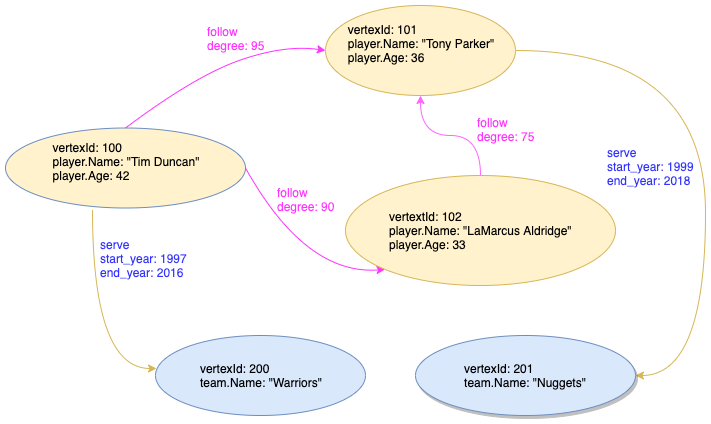 follow
degree: 95
vertexId: 101
player.Name: "Tony Parker"
player.Age: 36
follow
degree: 75
vertexId: 100
player.Name: "Tim Duncan"
player.Age: 42
serve
start_year: 1999
end_year: 2018
follow
degree: 90
vertexId: 102
player.Name: "LaMarcus Aldridge"
player.Age: 33
serve
start_year: 1997
end_year: 2016
vertexId: 200
team.Name: "Warriors"
vertexId: 201
team.Name: "Nuggets"